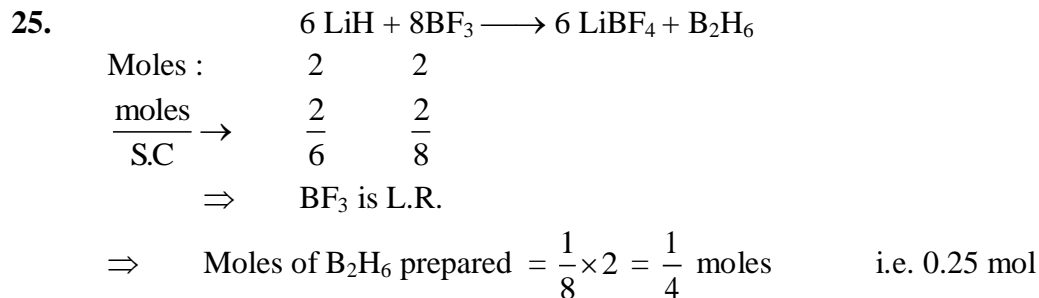 25. 6 LiH + 8BF₃ ⟶ 6 LiBF₄ + B₂H₆
Moles : 2 2
moles/S.C → 2/6 2/8
⇒ BF₃ is L.R.
⇒ Moles of B₂H₆ prepared = 1/8 × 2 = 1/4 moles i.e. 0.25 mol